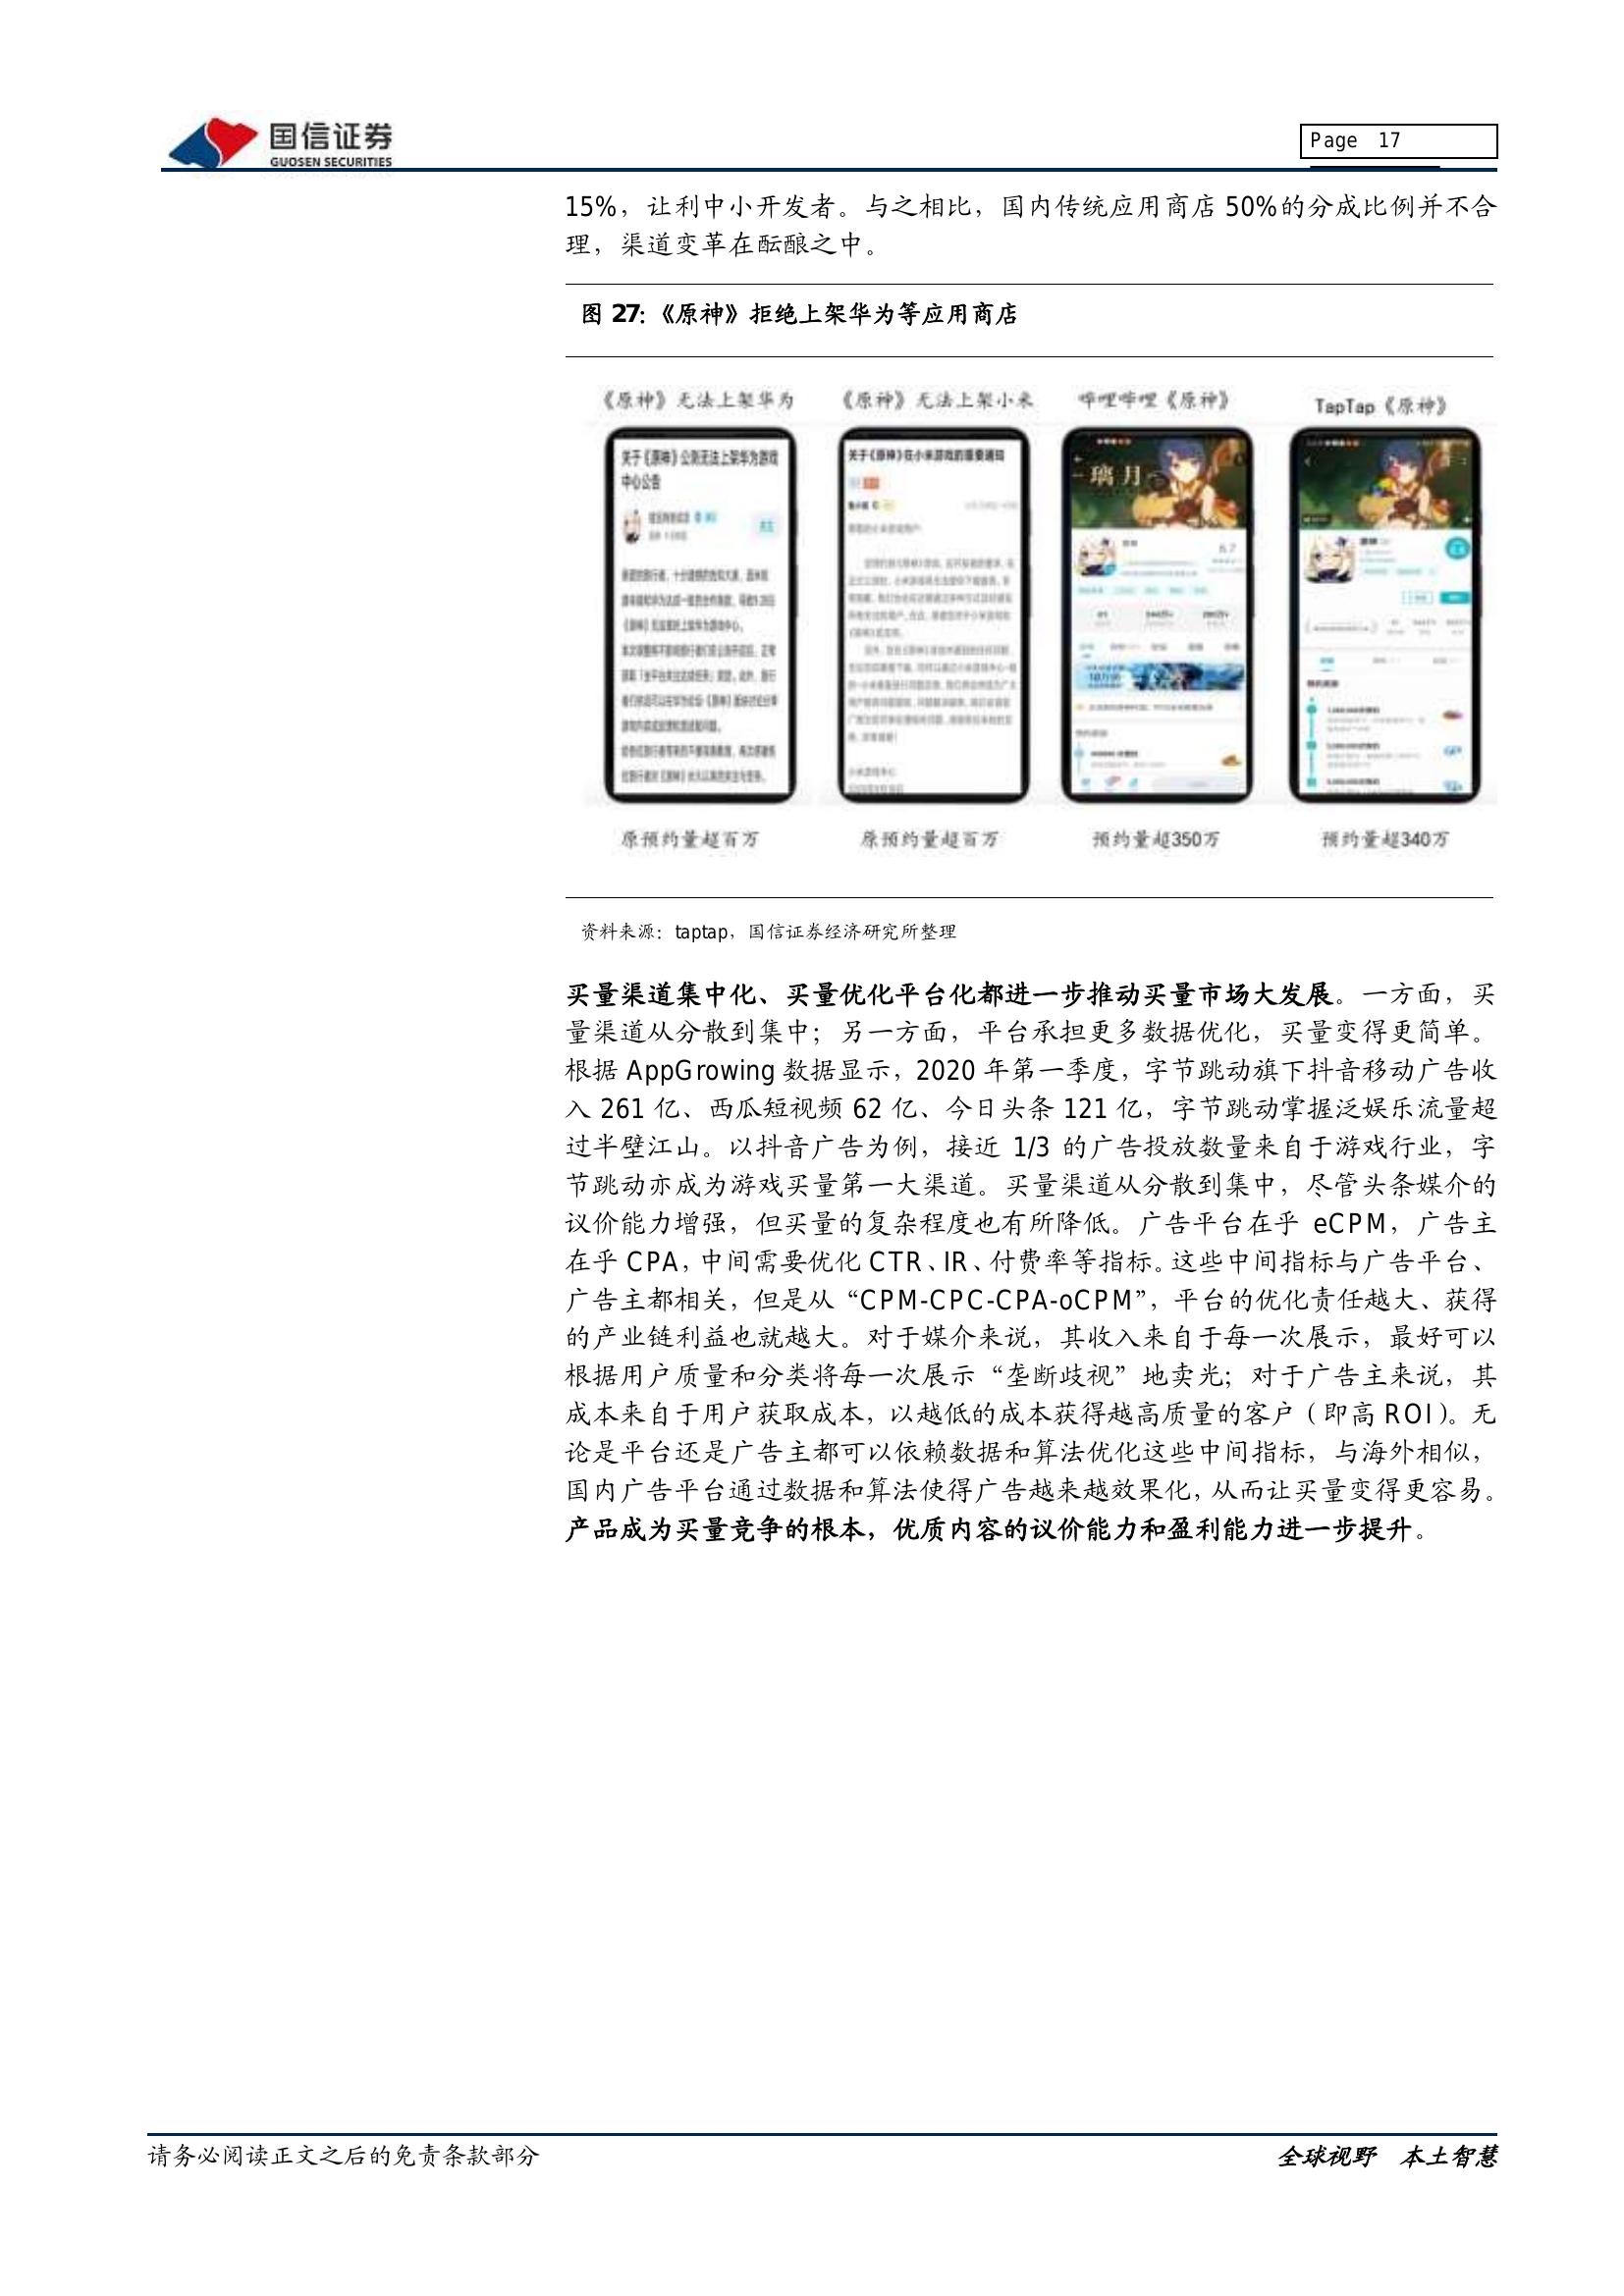 国信证券
GUOSEN SECURITIES
Page 17
15%，让利中小开发者。与之相比，国内传统应用商店 50%的分成比例并不合
理，渠道变革在酝酿之中。
图 27:《原神》拒绝上架华为等应用商店
《原神》无法上架华为
《原神》无法上架小米
哔哩哔哩《原神》
TapTap《原神》
关于《原神》公测无法上架华为游戏
中心公告
关于《原神》在小米游戏的重要通知
璃月
原预约量超百万
原预约量超百万
预约量超350万
预约量超340万
资料来源：taptap，国信证券经济研究所整理
买量渠道集中化、买量优化平台化都进一步推动买量市场大发展。一方面，买
量渠道从分散到集中；另一方面，平台承担更多数据优化，买量变得更简单。
根据 AppGrowing 数据显示，2020 年第一季度，字节跳动旗下抖音移动广告收
入 261 亿、西瓜短视频 62 亿、今日头条 121 亿，字节跳动掌握泛娱乐流量超
过半壁江山。以抖音广告为例，接近 1/3 的广告投放数量来自于游戏行业，字
节跳动亦成为游戏买量第一大渠道。买量渠道从分散到集中，尽管头条媒介的
议价能力增强，但买量的复杂程度也有所降低。广告平台在乎 eCPM，广告主
在乎 CPA，中间需要优化 CTR、IR、付费率等指标。这些中间指标与广告平台、
广告主都相关，但是从“CPM-CPC-CPA-oCPM”，平台的优化责任越大、获得
的产业链利益也就越大。对于媒介来说，其收入来自于每一次展示，最好可以
根据用户质量和分类将每一次展示“垄断歧视”地卖光；对于广告主来说，其
成本来自于用户获取成本，以越低的成本获得越高质量的客户（即高 ROI）。无
论是平台还是广告主都可以依赖数据和算法优化这些中间指标，与海外相似，
国内广告平台通过数据和算法使得广告越来越效果化，从而让买量变得更容易。
产品成为买量竞争的根本，优质内容的议价能力和盈利能力进一步提升。
请务必阅读正文之后的免责条款部分
全球视野 本土智慧